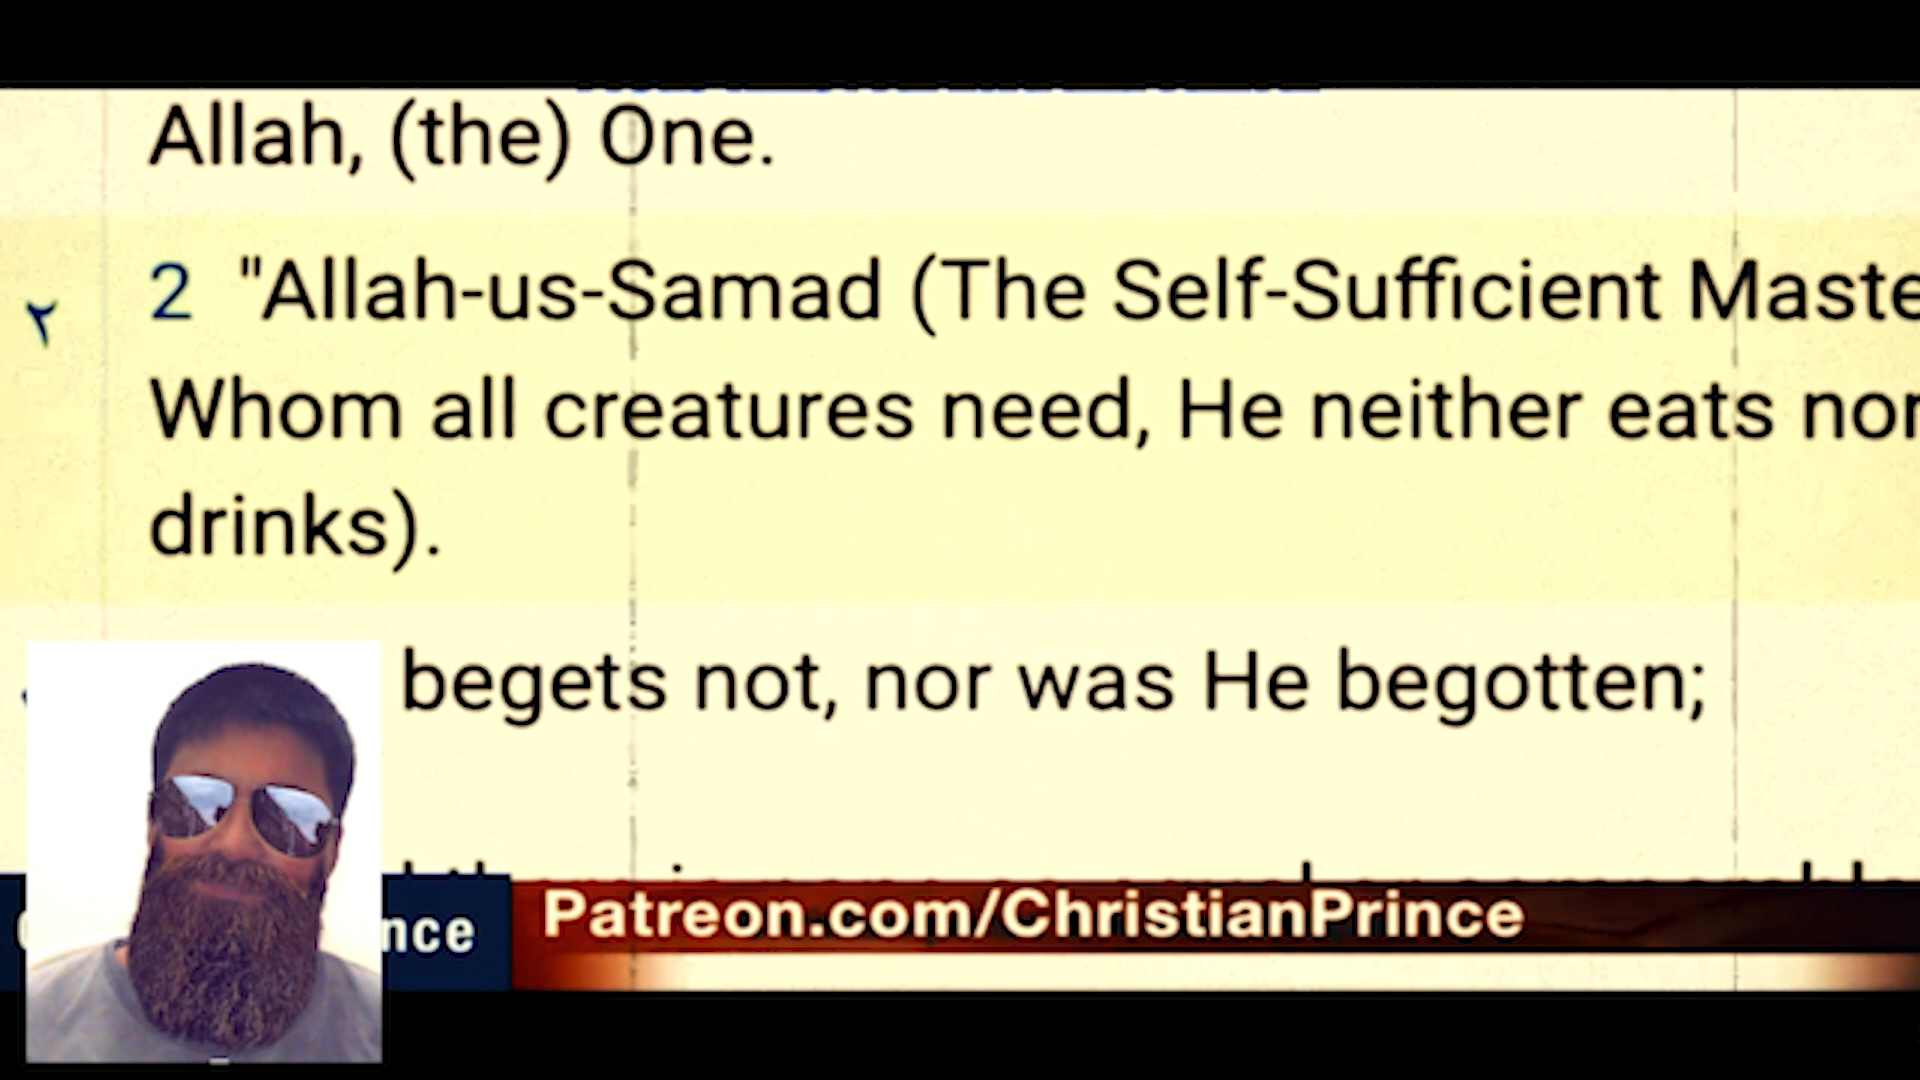 Allah, (the) One.
٢ 2 "Allah-us-Samad (The Self-Sufficient Maste
Whom all creatures need, He neither eats nor
drinks).
begets not, nor was He begotten;
nce
Patreon.com/ChristianPrince